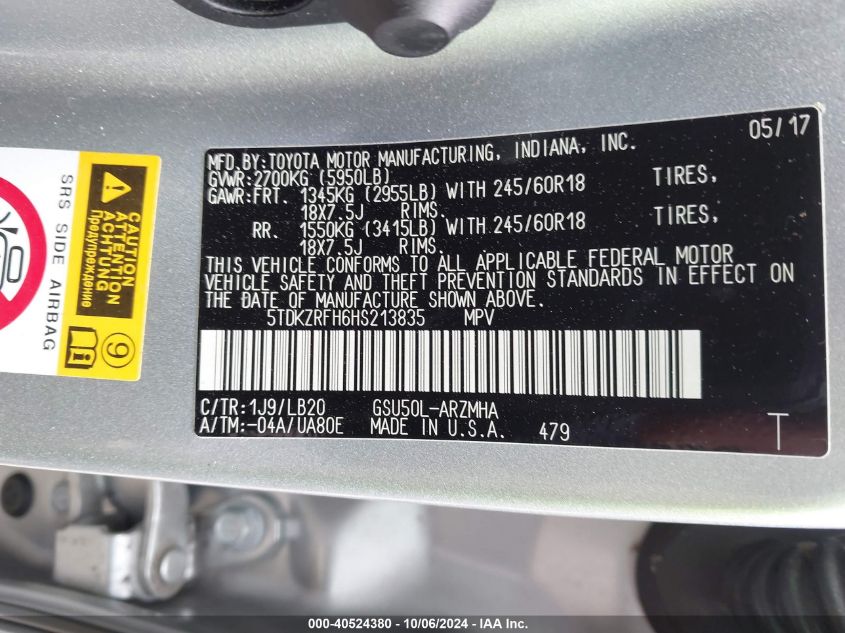 05/17
MFD.BY:TOYOTA MOTOR MANUFACTURING, INDIANA, INC.
GVWR:2700KG (5950LB)
GAWR:FRT. 1345KG (2955LB) WITH 245/60R18 TIRES,
18X7.5J RIMS.
RR. 1550KG (3415LB) WITH 245/60R18 TIRES,
18X7.5J RIMS.
THIS VEHICLE CONFORMS TO ALL APPLICABLE FEDERAL MOTOR
VEHICLE SAFETY AND THEFT PREVENTION STANDARDS IN EFFECT ON
THE DATE OF MANUFACTURE SHOWN ABOVE.
5TDKZRFH6HS213835 MPV
C/TR:1J9/LB20 GSU50L-ARZMHA
A/TM:-04A/UA80E MADE IN U.S.A. 479
T
SRS SIDE AIRBAG
CAUTION
ATTENTION
ACHTUNG
Предупреждение
9
000-40524380 - 10/06/2024 - IAA Inc.